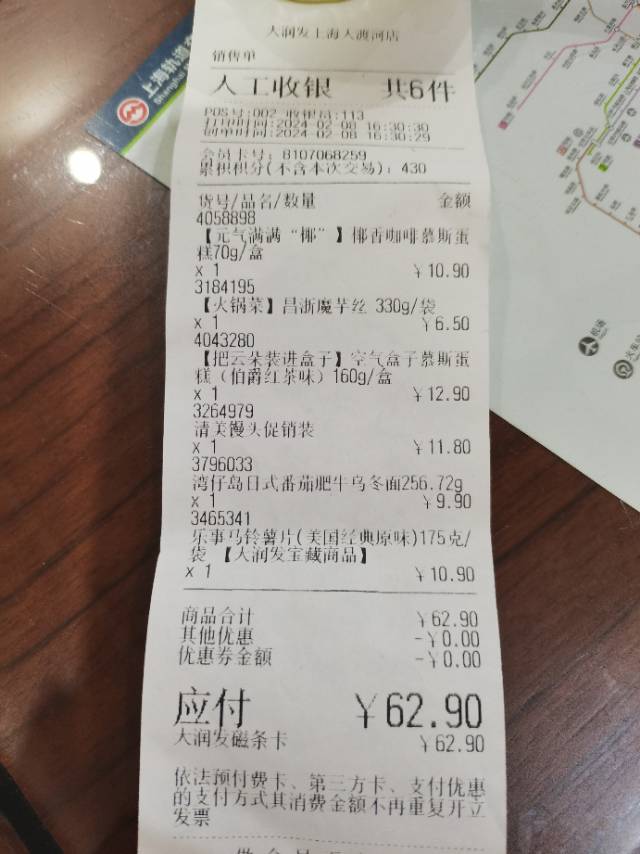 大润发上海大渡河店
销售单
人工收银 共6件
POS号:002 收银员:113
打印时间:2024-02-08 16:30:30
创单时间:2024-02-08 16:30:29
会员卡号: 8107068259
累积积分(不含本次交易): 430
货号/品名/数量 金额
4058898
【元气满满“椰”】椰香咖啡慕斯蛋
糕70g/盒
x 1 ¥10.90
3184195
【火锅菜】昌浙魔芋丝 330g/袋
x 1 ¥6.50
4043280
【把云朵装进盒子】空气盒子慕斯蛋
糕（伯爵红茶味）160g/盒
x 1 ¥12.90
3264979
清美馒头促销装
x 1 ¥11.80
3796033
湾仔岛日式番茄肥牛乌冬面256.72g
x 1 ¥9.90
3465341
乐事马铃薯片(美国经典原味)175克/
袋 【大润发宝藏商品】
x 1 ¥10.90
商品合计 ¥62.90
其他优惠 -¥0.00
优惠券金额 -¥0.00
应付 ¥62.90
大润发磁条卡 ¥62.90
依法预付费卡、第三方卡、支付优惠
的支付方式其消费金额不再重复开立
发票
上海轨道
Shanghai